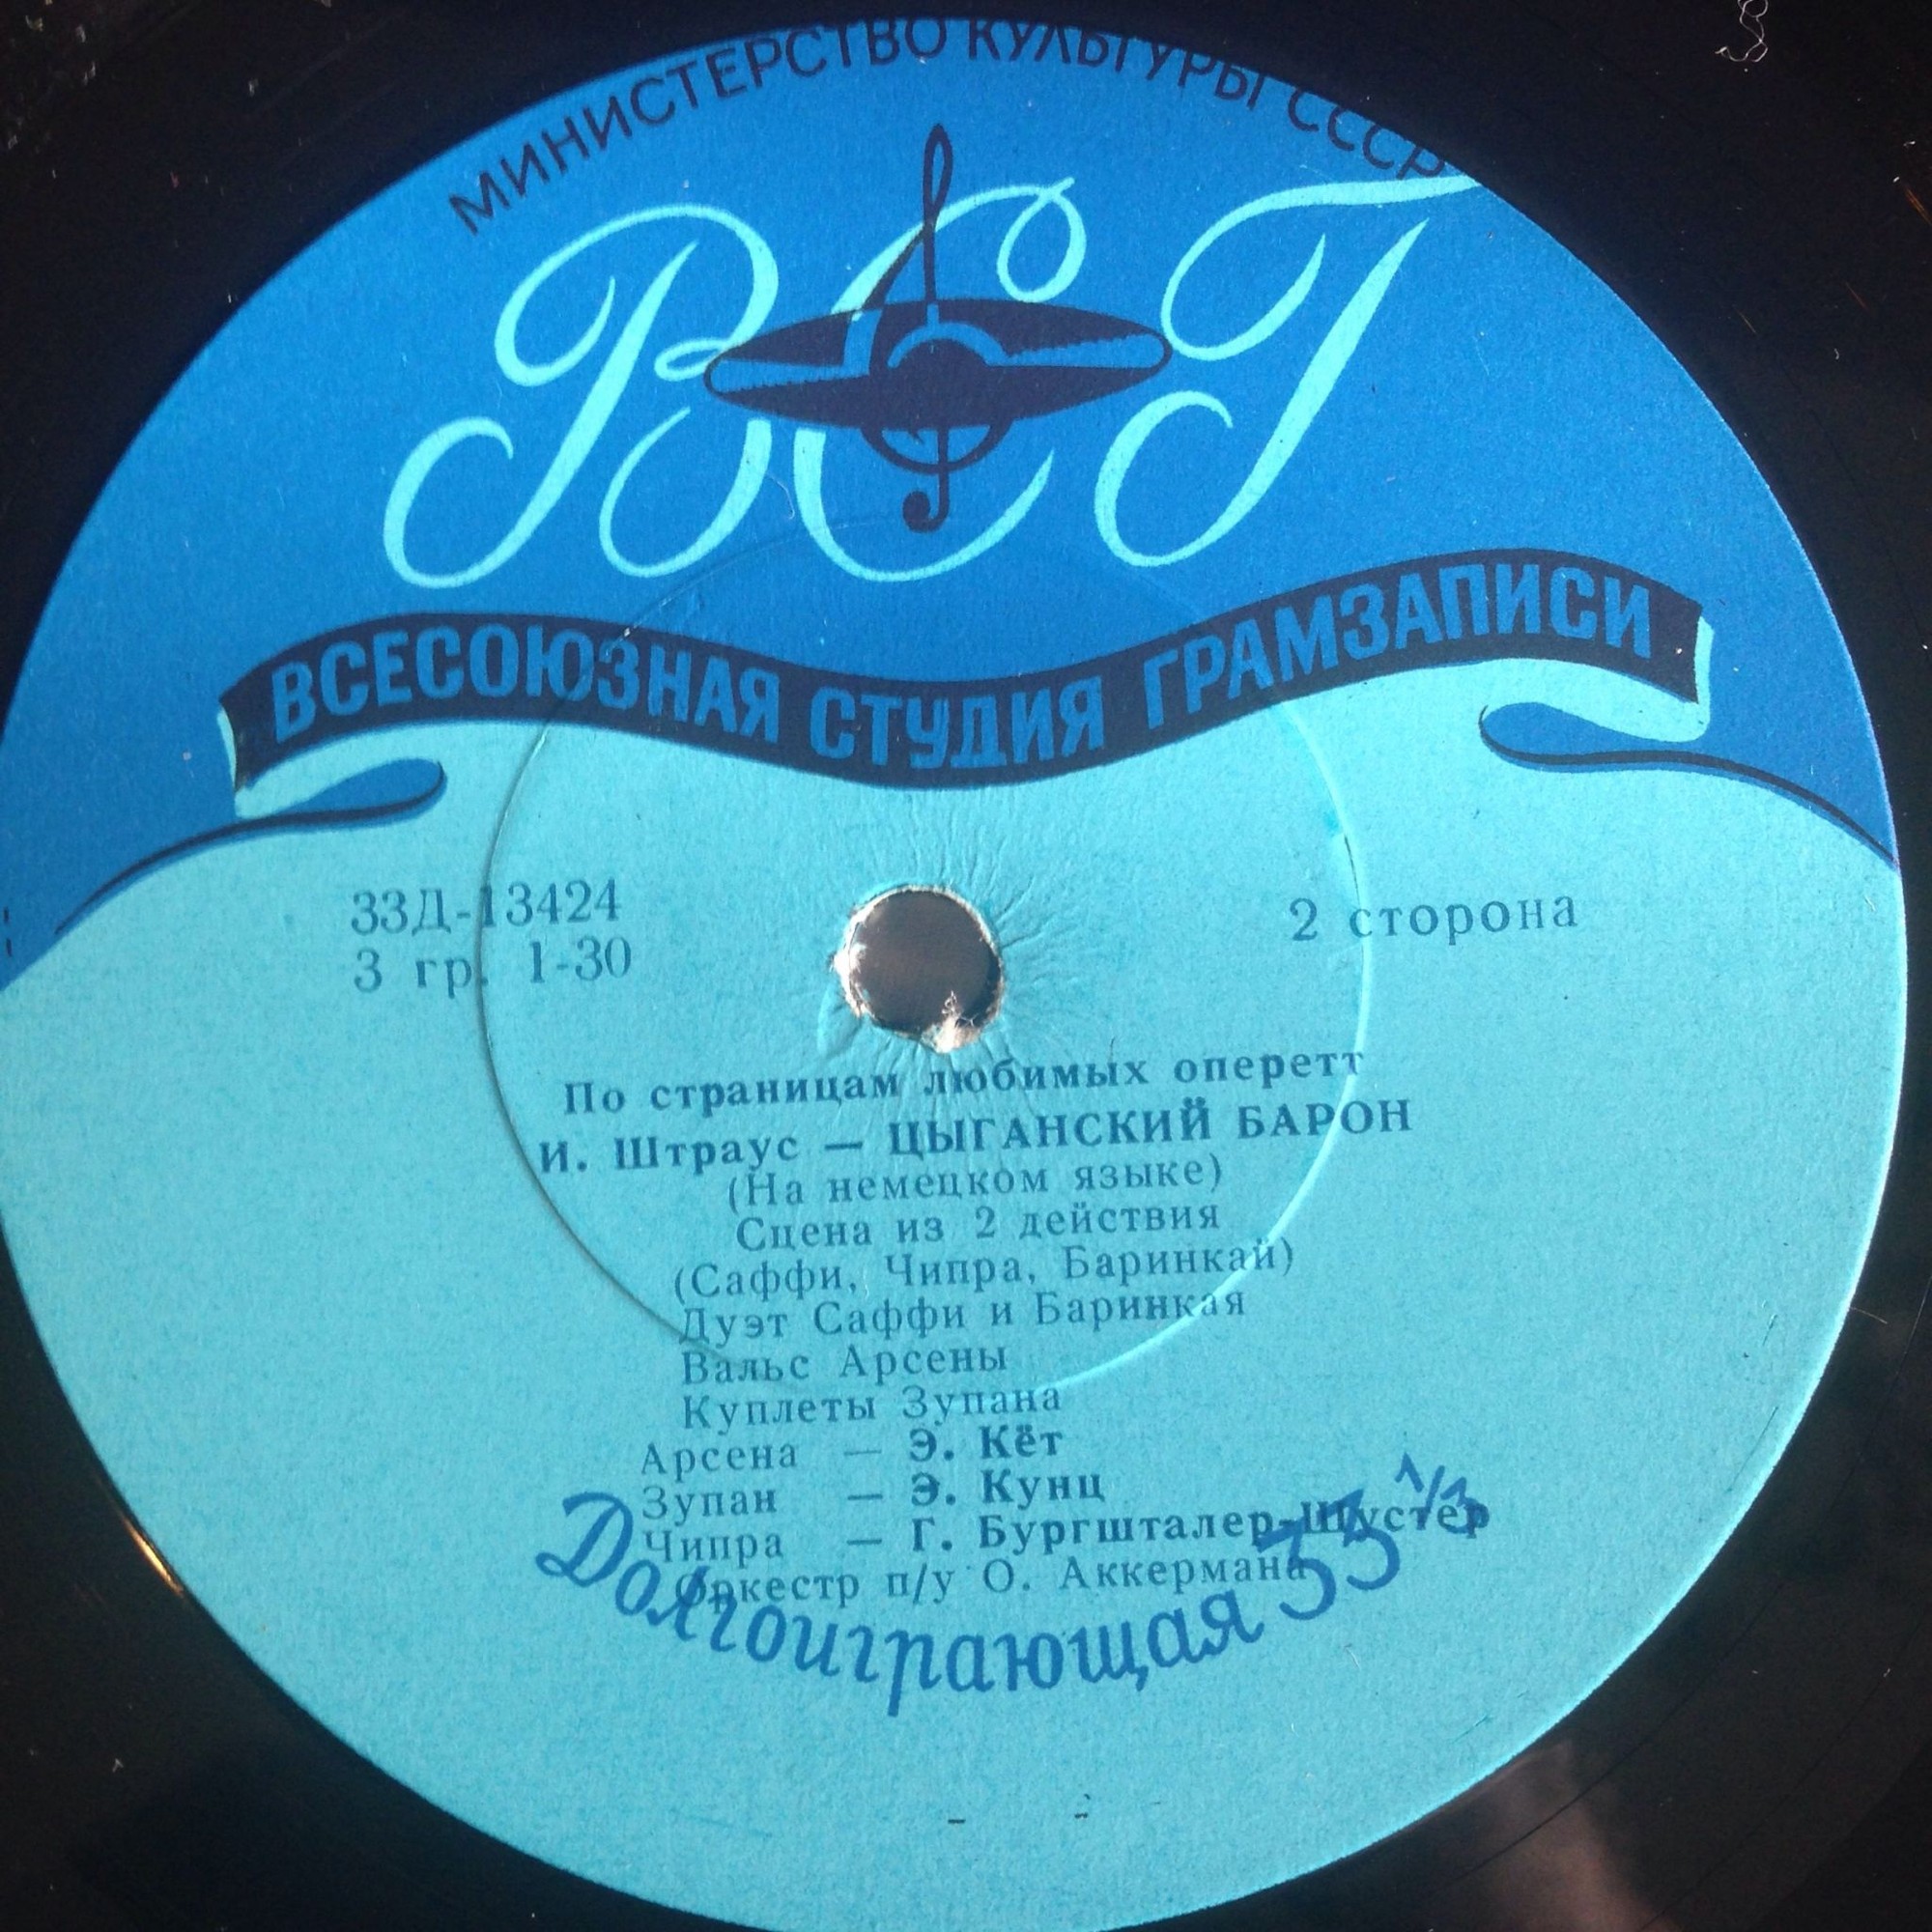 МИНИСТЕРСТВО КУЛЬТУРЫ СССР
ВСГ
ВСЕСОЮЗНАЯ СТУДИЯ ГРАМЗАПИСИ
33Д-13424
2 сторона
3 гр. 1-30
По страницам любимых оперетт
И. Штраус — ЦЫГАНСКИЙ БАРОН
(На немецком языке)
Сцена из 2 действия
(Саффи, Чипра, Баринкай)
Дуэт Саффи и Баринкая
Вальс Арсены
Куплеты Зупана
Арсена — Э. Кёт
Зупан — Э. Кунц
Чипра — Г. Бургшталер-Шустер
Оркестр п/у О. Аккермана
Долгоиграющая 33 1/3